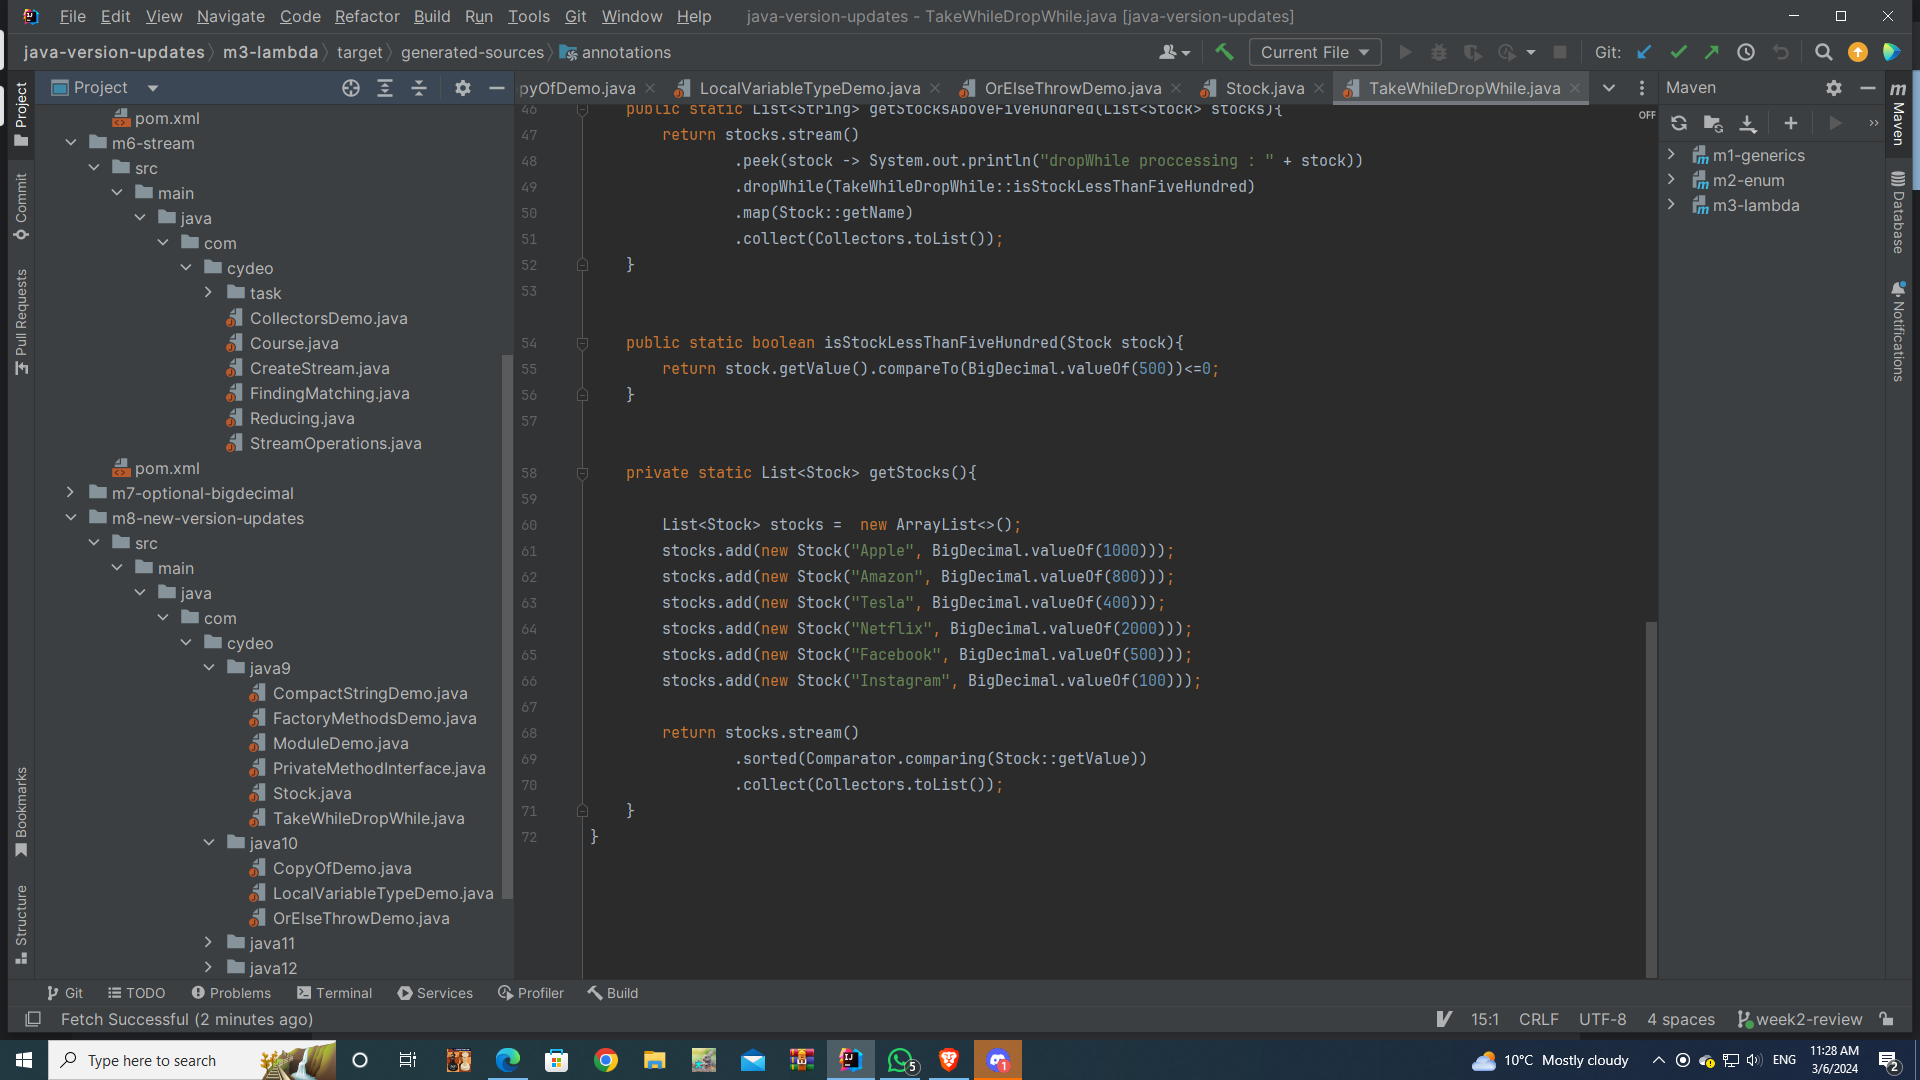 File Edit View Navigate Code Refactor Build Run Tools Git Window Help java-version-updates - TakeWhileDropWhile.java [java-version-updates]
java-version-updates m3-lambda target generated-sources annotations Current File Git:
Project
pyOfDemo.java LocalVariableTypeDemo.java OrElseThrowDemo.java Stock.java TakeWhileDropWhile.java
Maven
OFF
Project
Commit
Pull Requests
Bookmarks
Structure
pom.xml
m6-stream
src
main
java
com
cydeo
task
CollectorsDemo.java
Course.java
CreateStream.java
FindingMatching.java
Reducing.java
StreamOperations.java
pom.xml
m7-optional-bigdecimal
m8-new-version-updates
src
main
java
com
cydeo
java9
CompactStringDemo.java
FactoryMethodsDemo.java
ModuleDemo.java
PrivateMethodInterface.java
Stock.java
TakeWhileDropWhile.java
java10
CopyOfDemo.java
LocalVariableTypeDemo.java
OrElseThrowDemo.java
java11
java12
46 public static List<String> getStocksAboveFiveHundred(List<Stock> stocks){
47 return stocks.stream()
48 .peek(stock -> System.out.println("dropWhile proccessing : " + stock))
49 .dropWhile(TakeWhileDropWhile::isStockLessThanFiveHundred)
50 .map(Stock::getName)
51 .collect(Collectors.toList());
52 }
53
54 public static boolean isStockLessThanFiveHundred(Stock stock){
55 return stock.getValue().compareTo(BigDecimal.valueOf(500))<=0;
56 }
57
58 private static List<Stock> getStocks(){
59
60 List<Stock> stocks =  new ArrayList<>();
61 stocks.add(new Stock("Apple", BigDecimal.valueOf(1000)));
62 stocks.add(new Stock("Amazon", BigDecimal.valueOf(800)));
63 stocks.add(new Stock("Tesla", BigDecimal.valueOf(400)));
64 stocks.add(new Stock("Netflix", BigDecimal.valueOf(2000)));
65 stocks.add(new Stock("Facebook", BigDecimal.valueOf(500)));
66 stocks.add(new Stock("Instagram", BigDecimal.valueOf(100)));
67
68 return stocks.stream()
69 .sorted(Comparator.comparing(Stock::getValue))
70 .collect(Collectors.toList());
71 }
72 }
m1-generics
m2-enum
m3-lambda
m Maven
Database
Notifications
Git TODO Problems Terminal Services Profiler Build
Fetch Successful (2 minutes ago) 15:1 CRLF UTF-8 4 spaces week2-review
Type here to search 5 1 10°C Mostly cloudy ENG 11:28 AM
3/6/2024 2